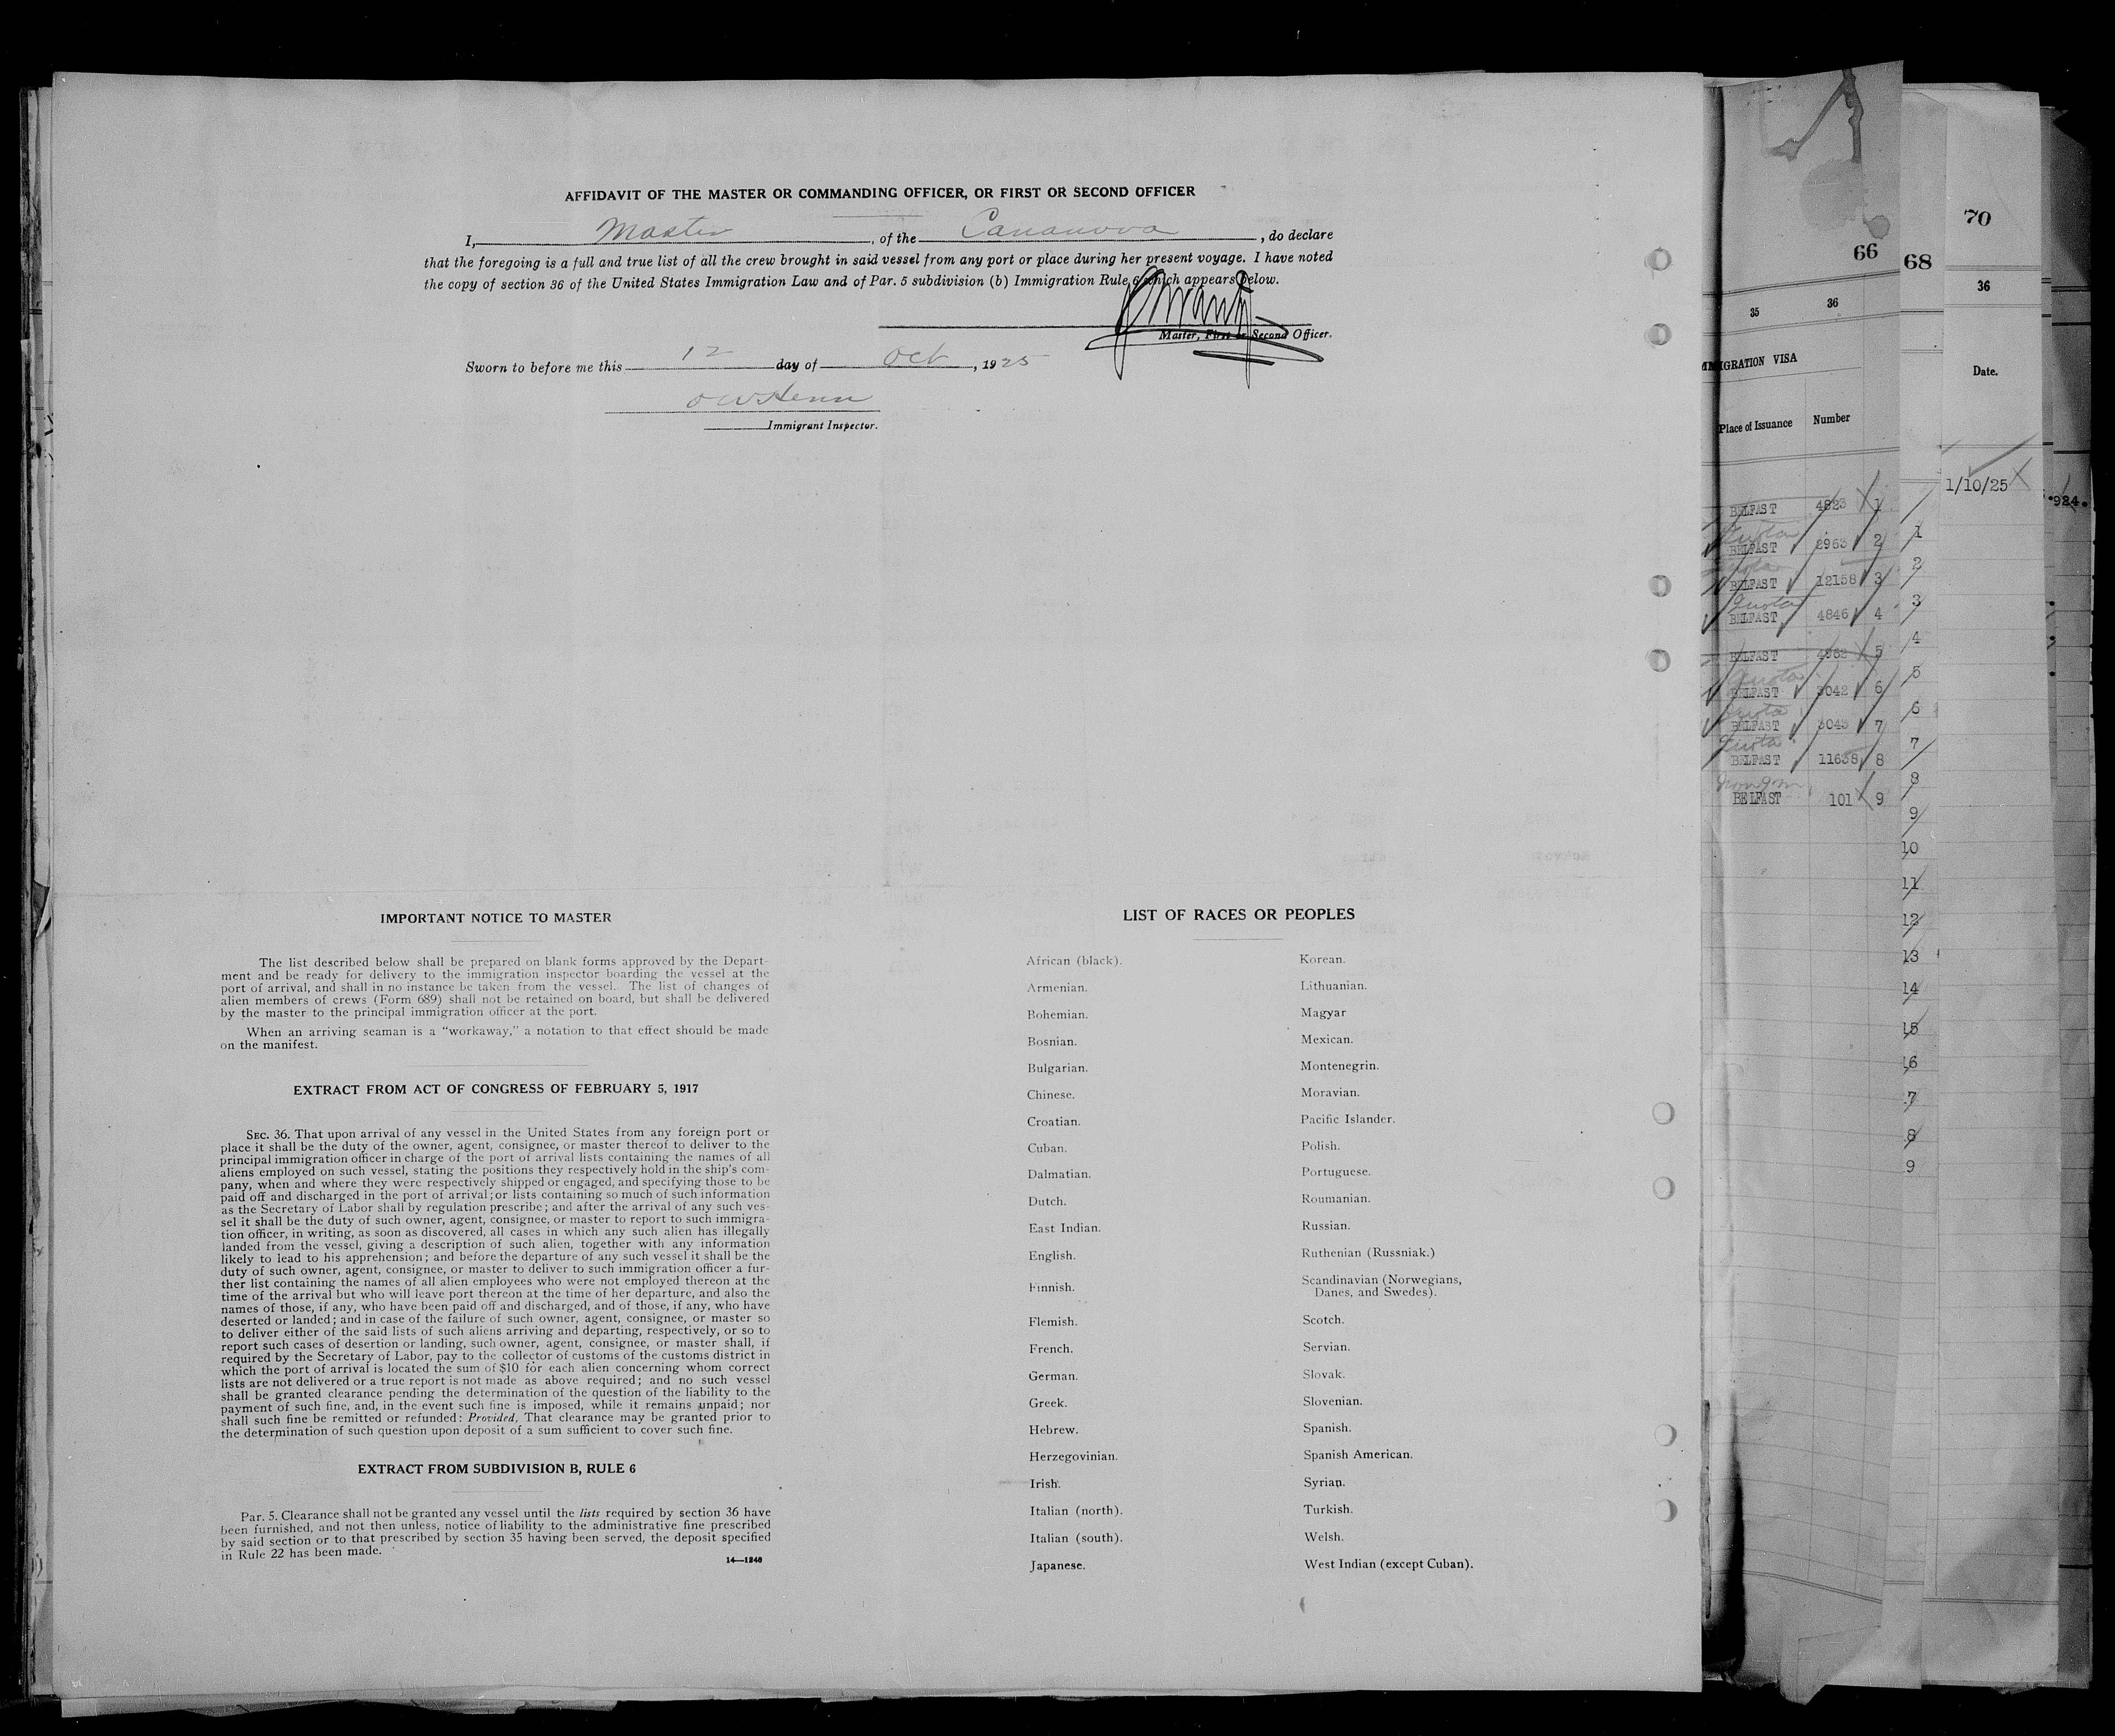 AFFIDAVIT OF THE MASTER OR COMMANDING OFFICER, OR FIRST OR SECOND OFFICER
I, Master, of the Cananova, do declare
that the foregoing is a full and true list of all the crew brought in said vessel from any port or place during her present voyage. I have noted
the copy of section 36 of the United States Immigration Law and of Par. 5 subdivision (b) Immigration Rule 6 which appears below.
Master, First or Second Officer.
Sworn to before me this 12 day of Oct, 1925
Immigrant Inspector.
IMPORTANT NOTICE TO MASTER
The list described below shall be prepared on blank forms approved by the Depart-
ment and be ready for delivery to the immigration inspector boarding the vessel at the
port of arrival, and shall in no instance be taken from the vessel. The list of changes of
alien members of crews (Form 689) shall not be retained on board, but shall be delivered
by the master to the principal immigration officer at the port.
When an arriving seaman is a "workaway," a notation to that effect should be made
on the manifest.
EXTRACT FROM ACT OF CONGRESS OF FEBRUARY 5, 1917
SEC. 36. That upon arrival of any vessel in the United States from any foreign port or
place it shall be the duty of the owner, agent, consignee, or master thereof to deliver to the
principal immigration officer in charge of the port of arrival lists containing the names of all
aliens employed on such vessel, stating the positions they respectively hold in the ship's com-
pany, when and where they were respectively shipped or engaged, and specifying those to be
paid off and discharged in the port of arrival; or lists containing so much of such information
as the Secretary of Labor shall by regulation prescribe; and after the arrival of any such ves-
sel it shall be the duty of such owner, agent, consignee, or master to report to such immigra-
tion officer, in writing, as soon as discovered, all cases in which any such alien has illegally
landed from the vessel, giving a description of such alien, together with any information
likely to lead to his apprehension; and before the departure of any such vessel it shall be the
duty of such owner, agent, consignee, or master to deliver to such immigration officer a fur-
ther list containing the names of all alien employees who were not employed thereon at the
time of the arrival but who will leave port thereon at the time of her departure, and also the
names of those, if any, who have been paid off and discharged, and of those, if any, who have
deserted or landed; and in case of the failure of such owner, agent, consignee, or master so
to deliver either of the said lists of such aliens arriving and departing, respectively, or so to
report such cases of desertion or landing, such owner, agent, consignee, or master shall, if
required by the Secretary of Labor, pay to the collector of customs of the customs district in
which the port of arrival is located the sum of $10 for each alien concerning whom correct
lists are not delivered or a true report is not made as above required; and no such vessel
shall be granted clearance pending the determination of the question of the liability to the
payment of such fine, and, in the event such fine is imposed, while it remains unpaid; nor
shall such fine be remitted or refunded: Provided, That clearance may be granted prior to
the determination of such question upon deposit of a sum sufficient to cover such fine.
EXTRACT FROM SUBDIVISION B, RULE 6
Par. 5. Clearance shall not be granted any vessel until the lists required by section 36 have
been furnished, and not then unless, notice of liability to the administrative fine prescribed
by said section or to that prescribed by section 35 having been served, the deposit specified
in Rule 22 has been made.
14—1240
LIST OF RACES OR PEOPLES
African (black).
Armenian.
Bohemian.
Bosnian.
Bulgarian.
Chinese.
Croatian.
Cuban.
Dalmatian.
Dutch.
East Indian.
English.
Finnish.
Flemish.
French.
German.
Greek.
Hebrew.
Herzegovinian.
Irish.
Italian (north).
Italian (south).
Japanese.
Korean.
Lithuanian.
Magyar
Mexican.
Montenegrin.
Moravian.
Pacific Islander.
Polish.
Portuguese.
Roumanian.
Russian.
Ruthenian (Russniak.)
Scandinavian (Norwegians,
Danes, and Swedes).
Scotch.
Servian.
Slovak.
Slovenian.
Spanish.
Spanish American.
Syrian.
Turkish.
Welsh.
West Indian (except Cuban).
66
35 36
IMMIGRATION VISA
Place of Issuance Number
BELFAST 4823 1
Quota
BELFAST 2963 2
Quota
BELFAST 12158 3
Quota
BELFAST 4846 4
BELFAST 4962 5
Quota
BELFAST 3042 6
Quota
BELFAST 3043 7
Quota
BELFAST 11638 8
BELFAST 101 9
68
1
2
3
4
5
6
7
8
9
10
11
12
13
14
15
16
7
8
9
70
36
Date.
1/10/25
924.